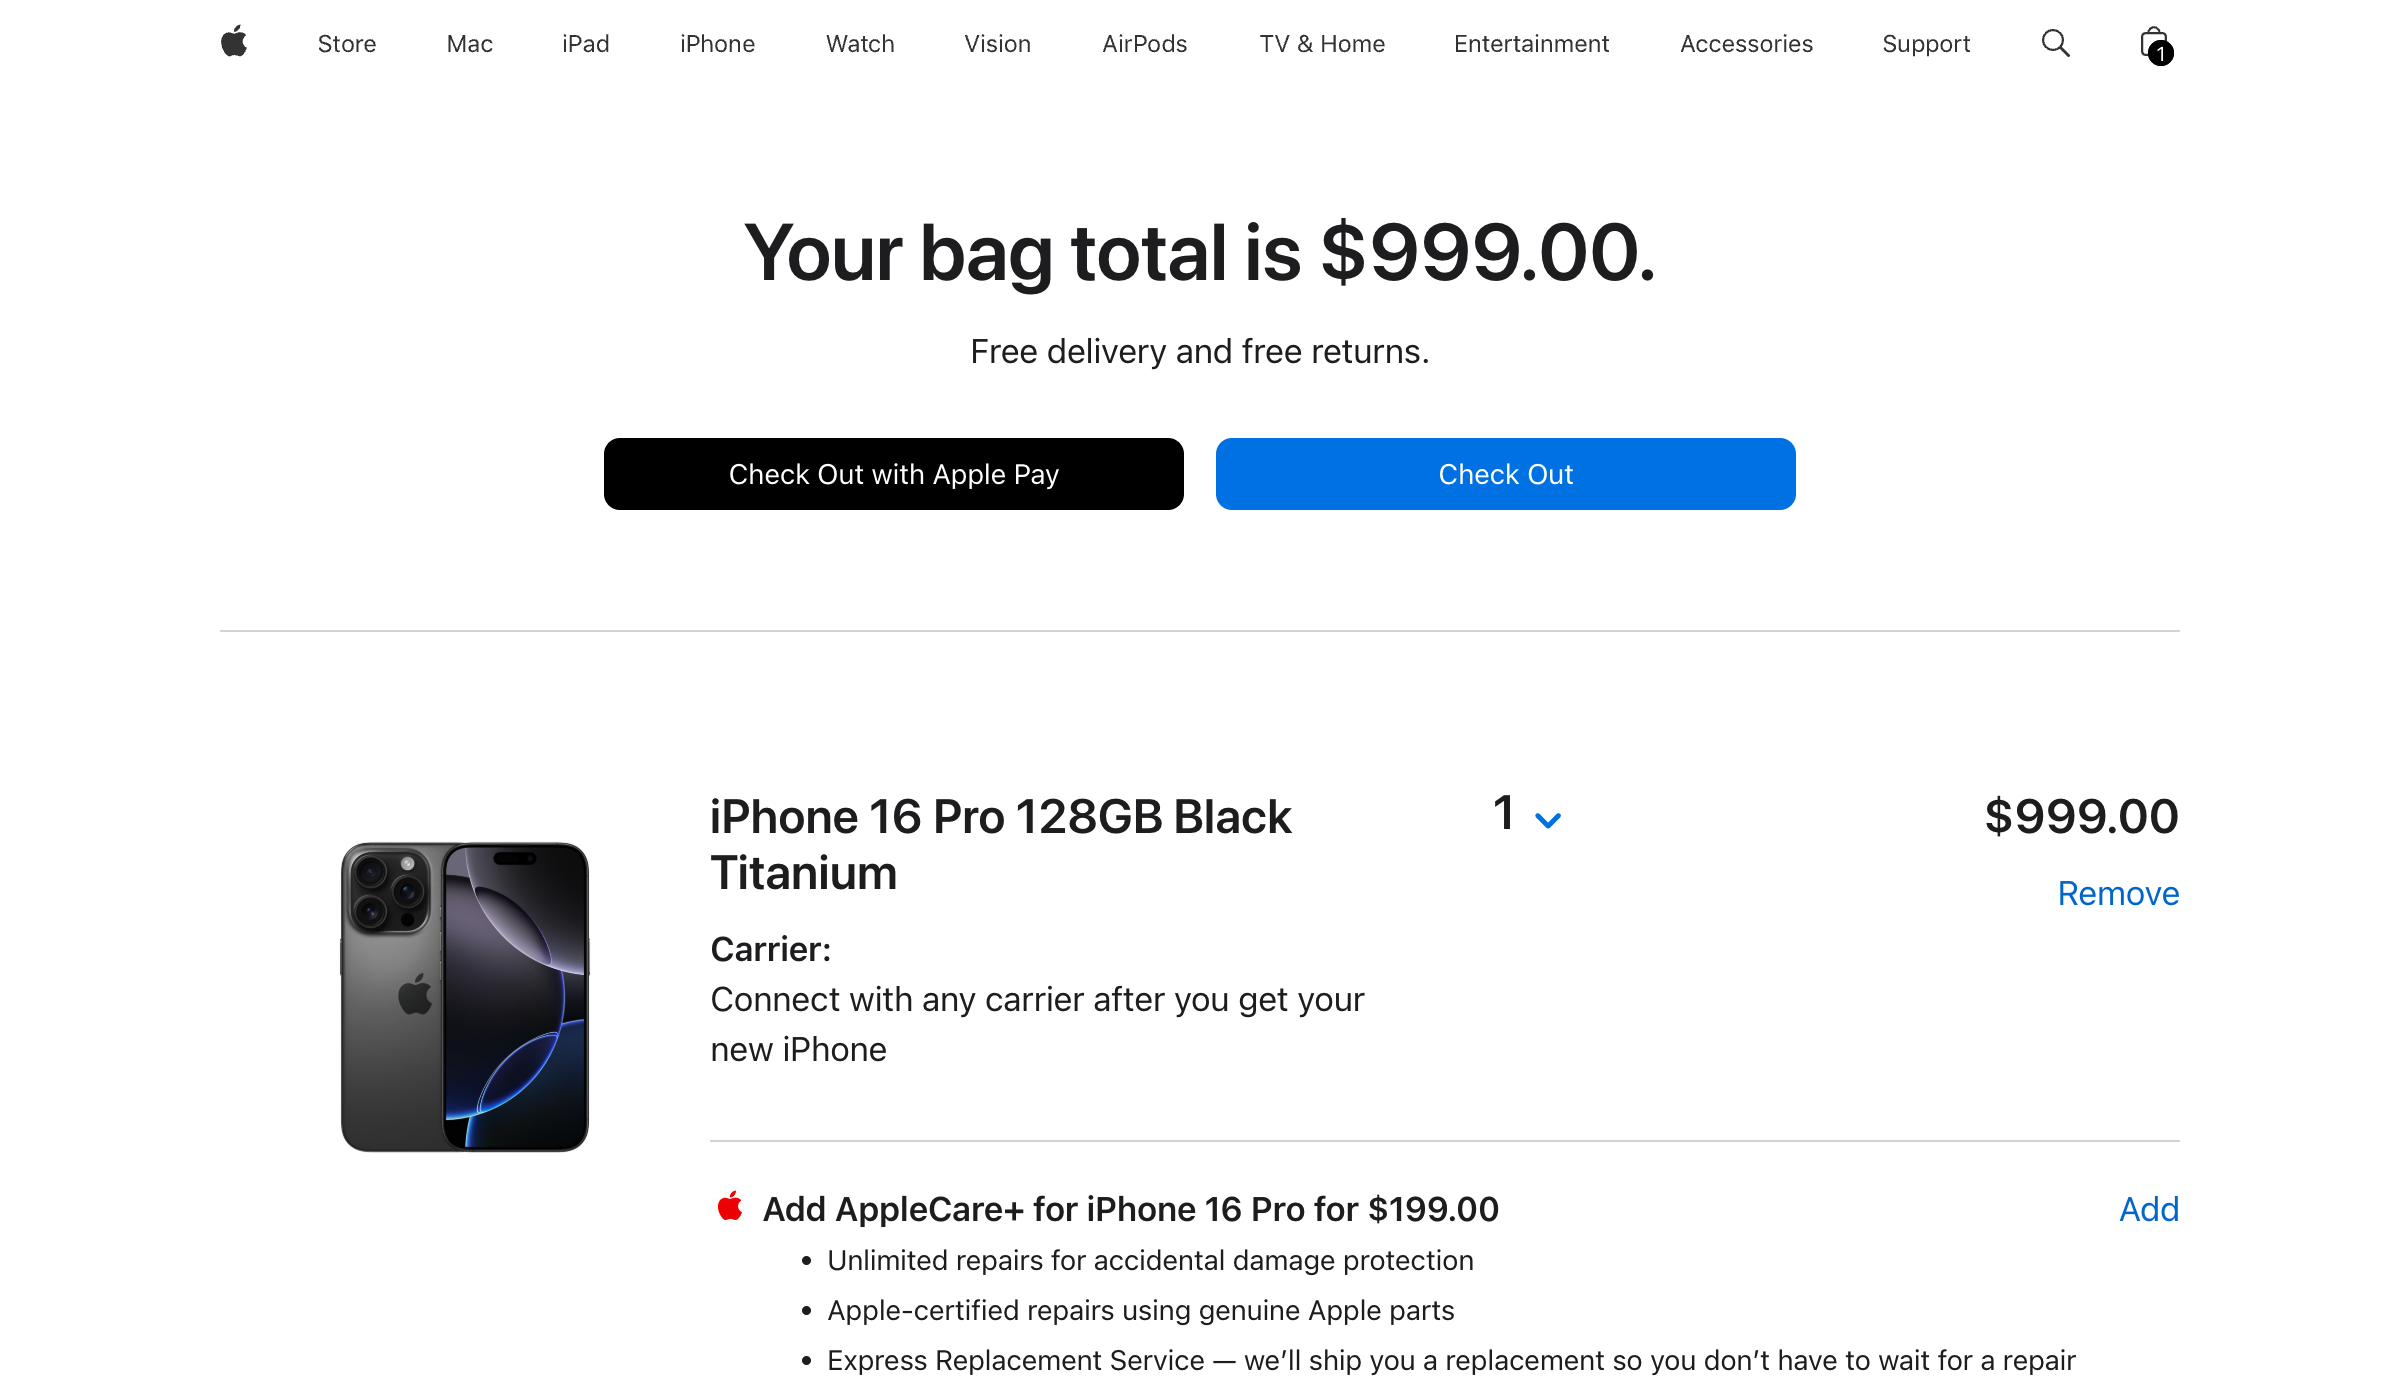 Store Mac iPad iPhone Watch Vision AirPods TV & Home Entertainment Accessories Support 1
Your bag total is $999.00.
Free delivery and free returns.
Check Out with Apple Pay Check Out
iPhone 16 Pro 128GB Black
Titanium
1
$999.00
Remove
Carrier:
Connect with any carrier after you get your
new iPhone
Add AppleCare+ for iPhone 16 Pro for $199.00 Add
• Unlimited repairs for accidental damage protection
• Apple-certified repairs using genuine Apple parts
• Express Replacement Service — we’ll ship you a replacement so you don’t have to wait for a repair